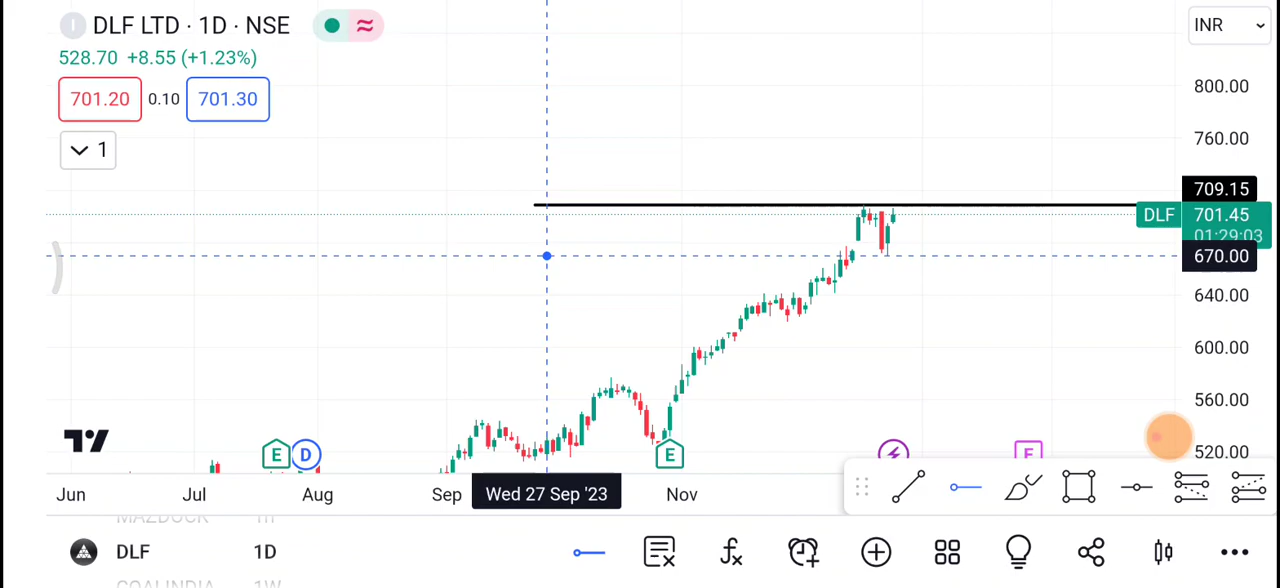 DLF LTD · 1D · NSE
INR
528.70 +8.55 (+1.23%)
701.20 0.10 701.30
1
800.00
760.00
709.15
DLF 701.45
01:29:03
670.00
640.00
600.00
560.00
520.00
E D E E
Jun Jul Aug Sep Wed 27 Sep '23 Nov
MAZDOCK 1h
DLF 1D
COALINDIA 1W